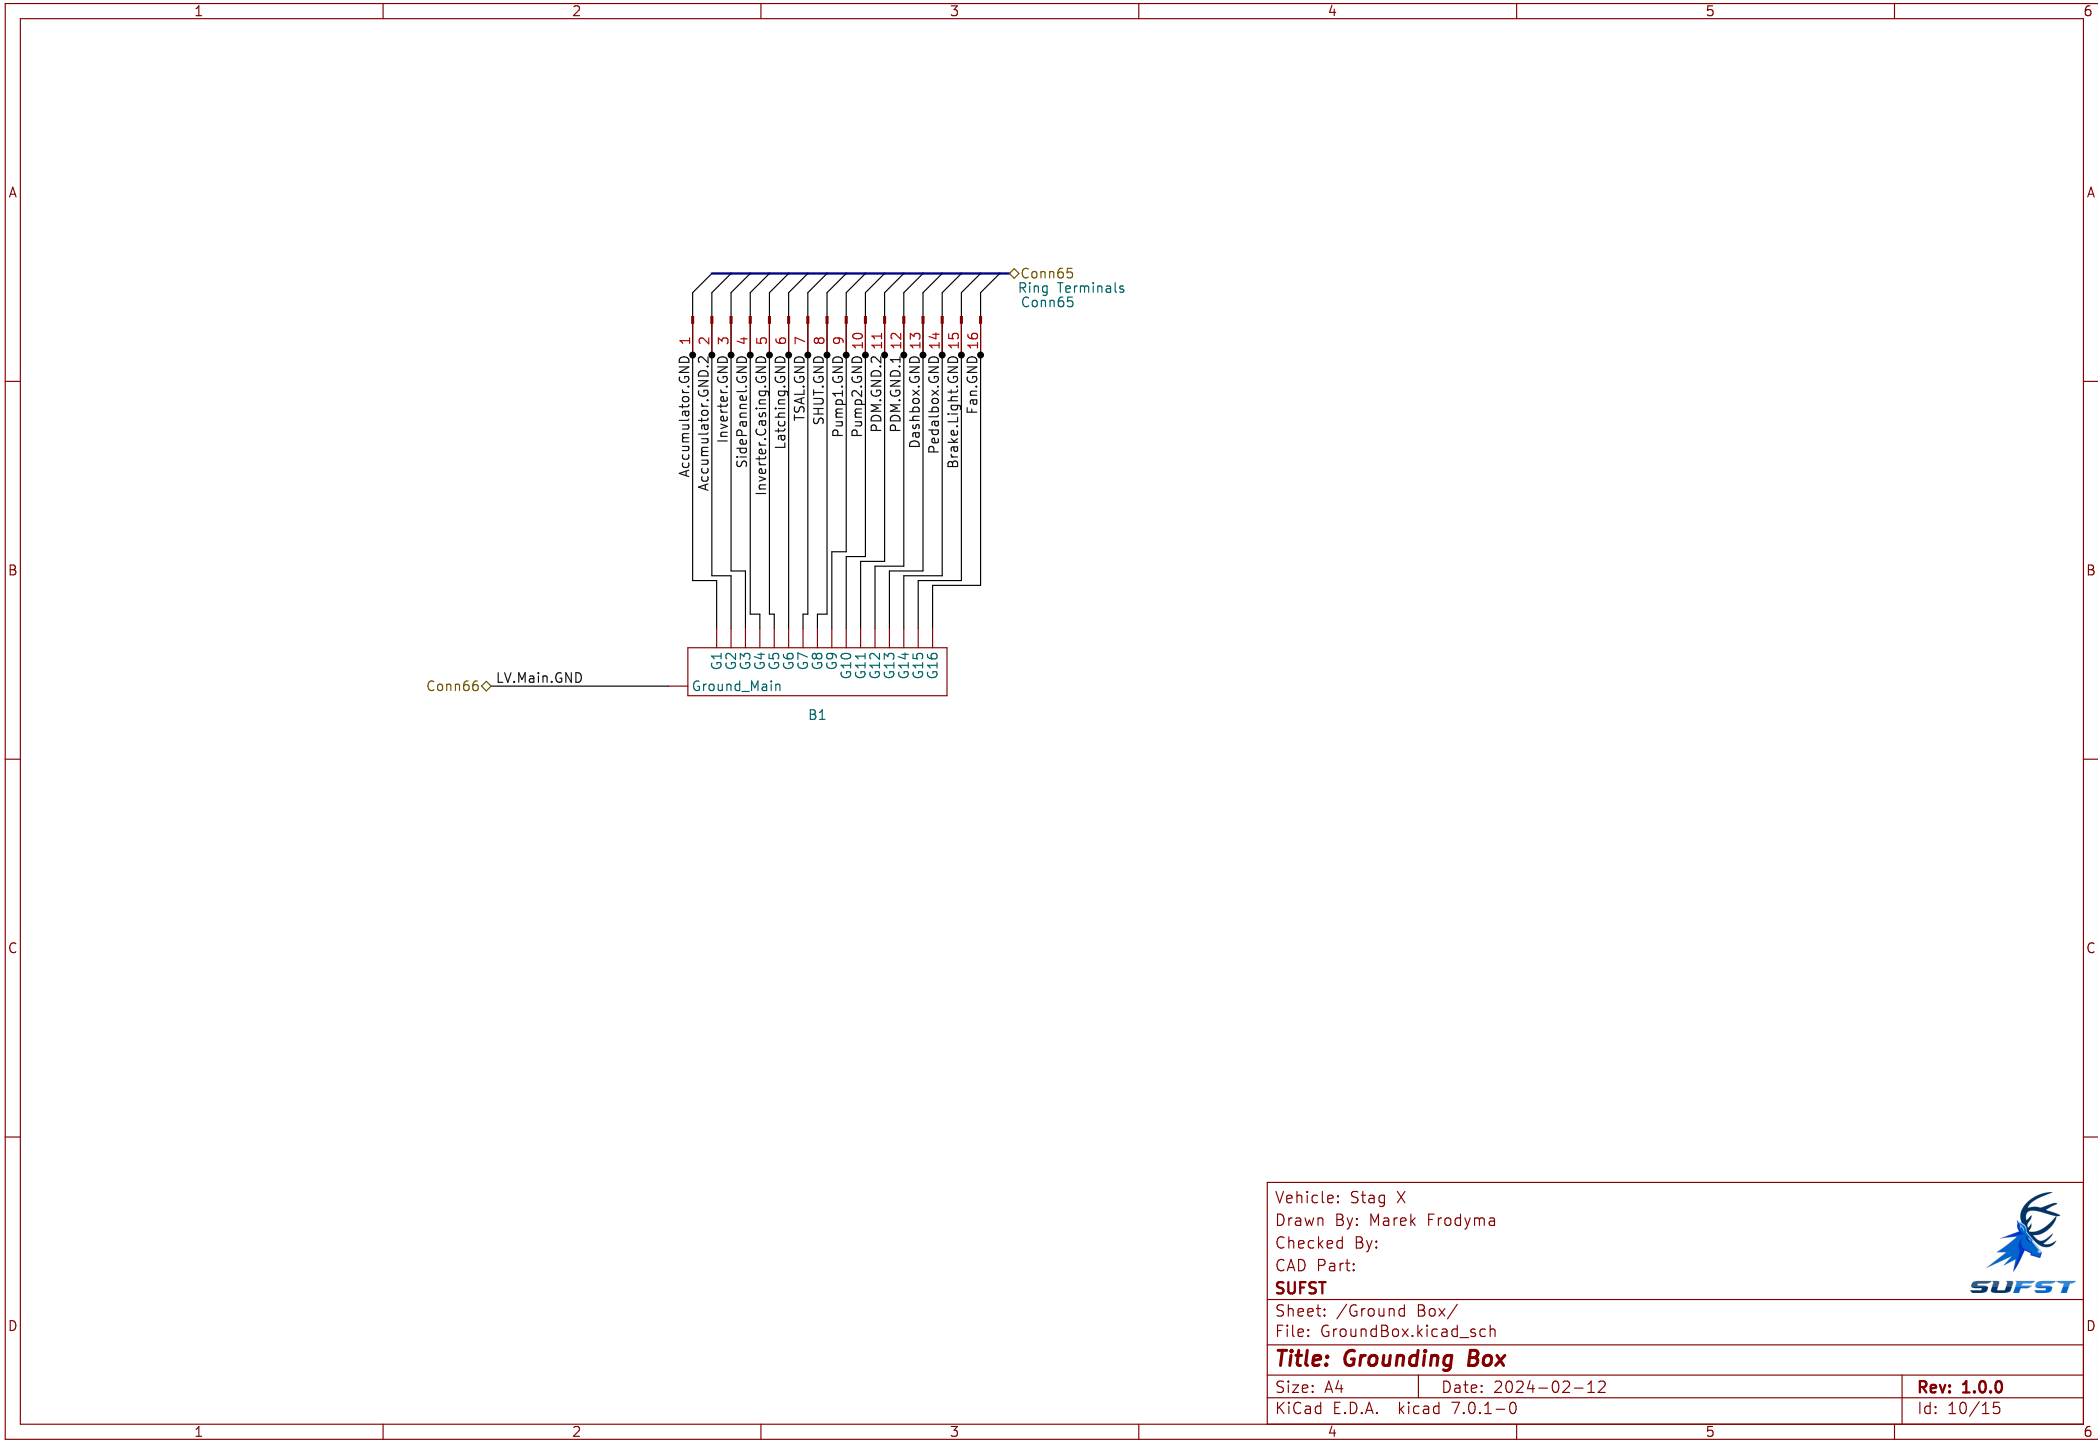 1 2 3 4 5 6
A A
Conn65
Ring Terminals
Conn65
1 2 3 4 5 6 7 8 9 10 11 12 13 14 15 16
Accumulator.GND
Accumulator.GND.2
Inverter.GND
SidePannel.GND
Inverter.Casing.GND
Latching.GND
TSAL.GND
SHUT.GND
Pump1.GND
Pump2.GND
PDM.GND.2
PDM.GND.1
Dashbox.GND
Pedalbox.GND
Brake.Light.GND
Fan.GND
B B
G1 G2 G3 G4 G5 G6 G7 G8 G9 G10 G11 G12 G13 G14 G15 G16
Conn66 LV.Main.GND Ground_Main
B1
C C
Vehicle: Stag X
Drawn By: Marek Frodyma
Checked By:
CAD Part:
SUFST
SUFST
Sheet: /Ground Box/
File: GroundBox.kicad_sch
D D
Title: Grounding Box
Size: A4 Date: 2024-02-12 Rev: 1.0.0
KiCad E.D.A. kicad 7.0.1-0 Id: 10/15
1 2 3 4 5 6